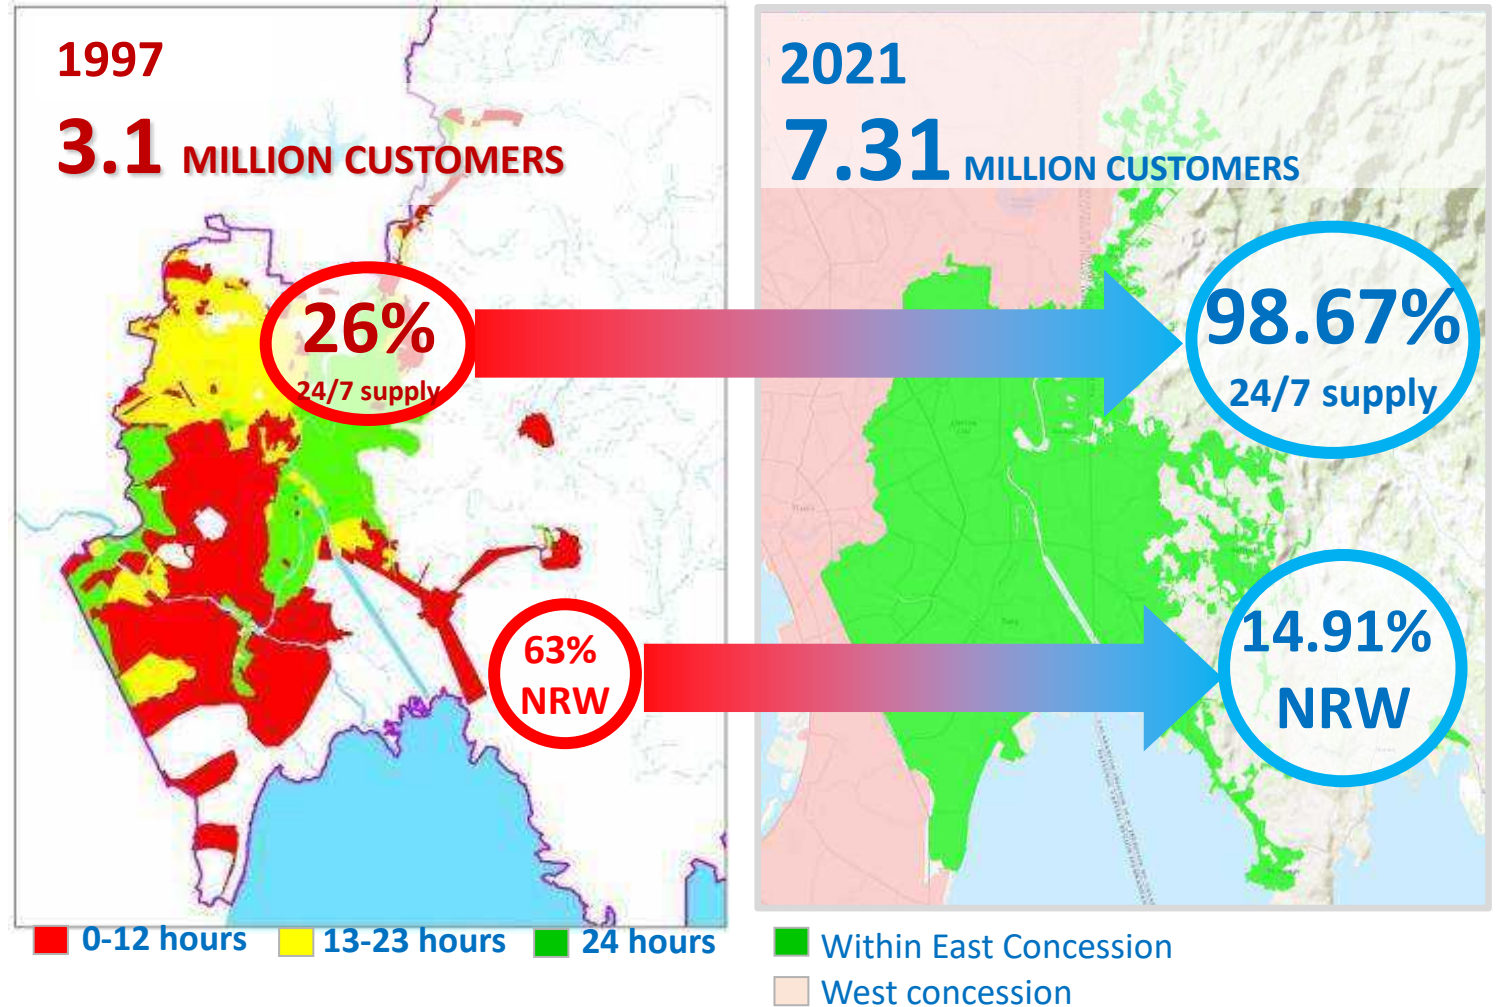 1997
3.1 MILLION CUSTOMERS
26%
24/7 supply
63%
NRW
0-12 hours
13-23 hours
24 hours
2021
7.31 MILLION CUSTOMERS
98.67%
24/7 supply
14.91%
NRW
Within East Concession
West concession